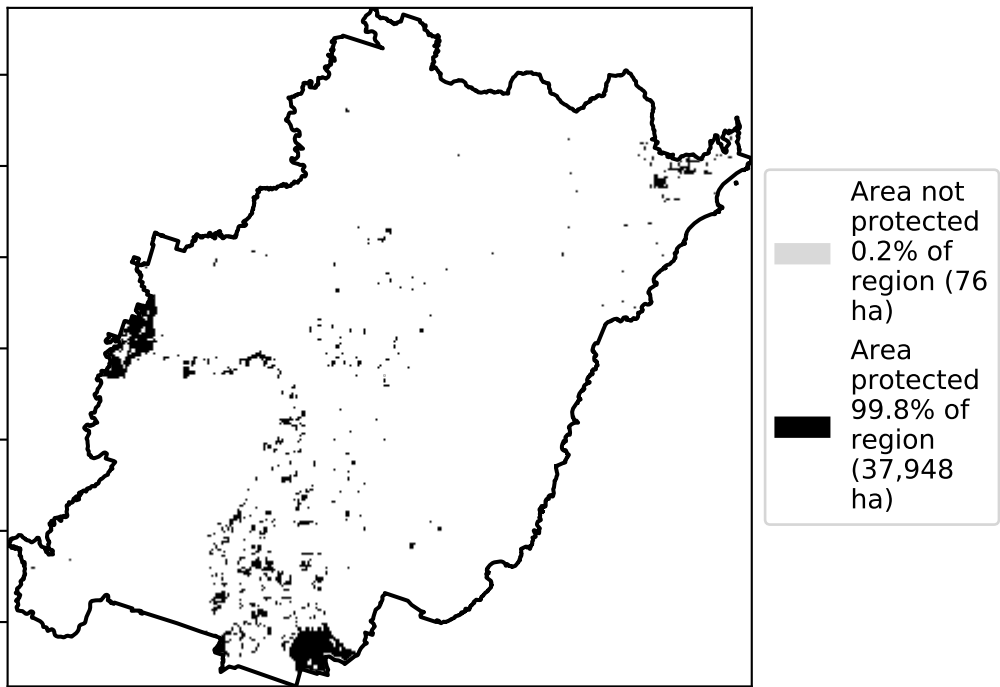 Area not
protected
0.2% of
region (76
ha)
Area
protected
99.8% of
region
(37,948
ha)